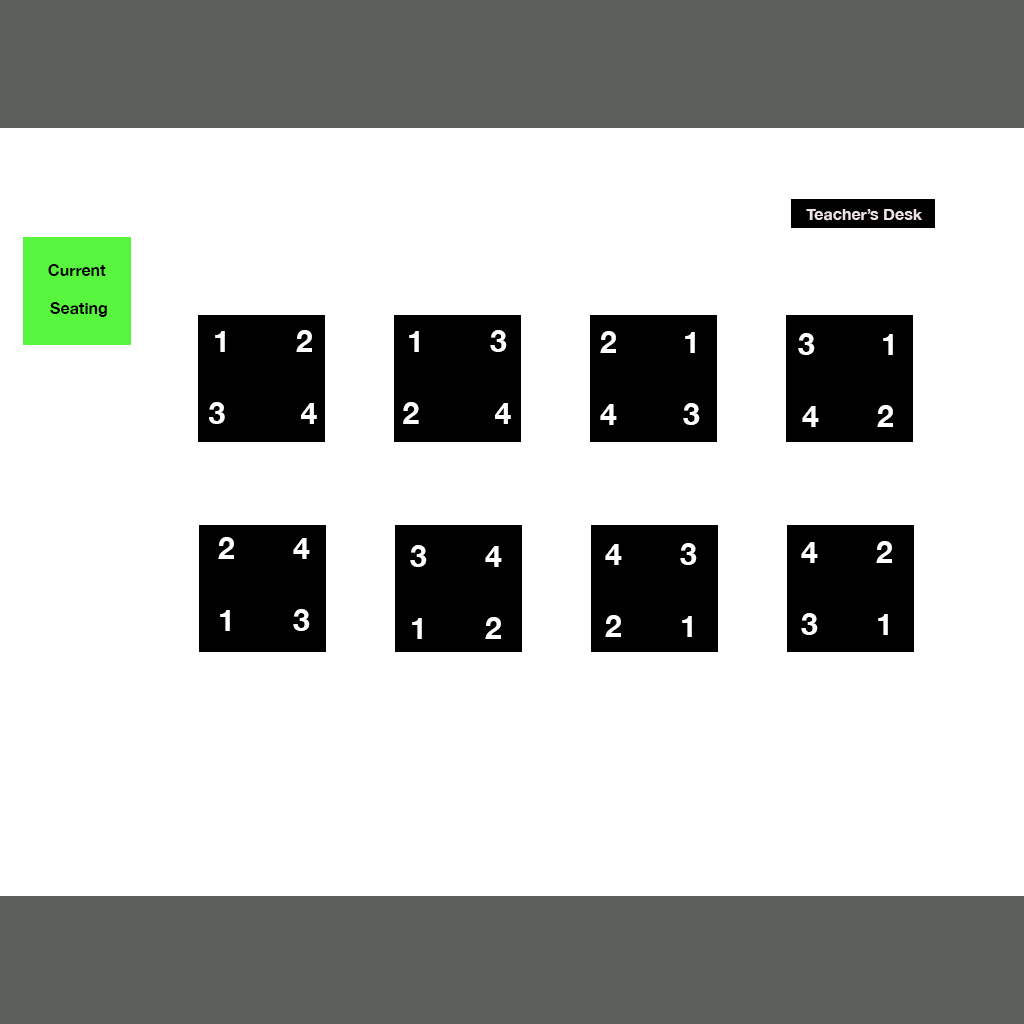 Teacher’s Desk
Current
Seating
1 2 1 3 2 1 3 1
3 4 2 4 4 3 4 2
2 4 3 4 4 3 4 2
1 3 1 2 2 1 3 1